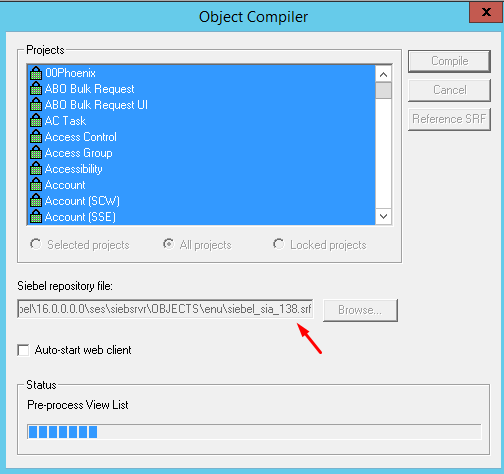 Object Compiler
x
Projects
00Phoenix
ABO Bulk Request
ABO Bulk Request UI
AC Task
Access Control
Access Group
Accessibility
Account
Account (SCW)
Account (SSE)
Selected projects
All projects
Locked projects
Compile
Cancel
Reference SRF
Siebel repository file:
bel\16.0.0.0.0\ses\siebsrvr\OBJECTS\enu\siebel_sia_138.srf
Browse...
Auto-start web client
Status
Pre-process View List